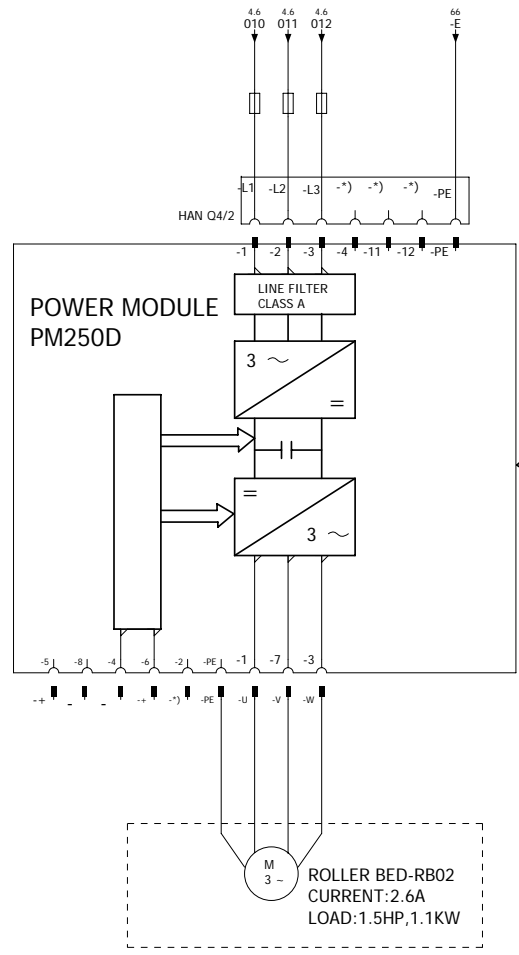 4.6 4.6 4.6 66
010 011 012 -E
-L1 -L2 -L3 -*) -*) -*) -PE
HAN Q4/2
-1 -2 -3 -4 -11 -12 -PE
LINE FILTER
CLASS A
POWER MODULE
PM250D
3 ~
=
=
3 ~
-5 -8 -4 -6 -2 -PE -1 -7 -3
-+ - - -+ -*) -PE -U -V -W
M
3 ~
ROLLER BED-RB02
CURRENT:2.6A
LOAD:1.5HP,1.1KW